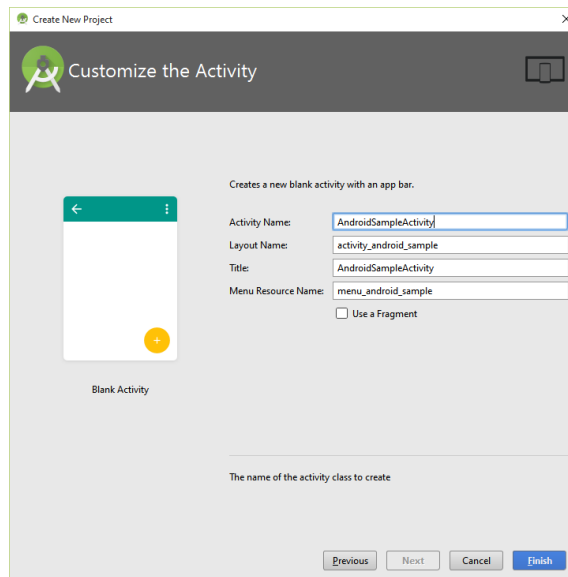 Create New Project
Customize the Activity
Creates a new blank activity with an app bar.
Activity Name: AndroidSampleActivity
Layout Name: activity_android_sample
Title: AndroidSampleActivity
Menu Resource Name: menu_android_sample
Use a Fragment
Blank Activity
The name of the activity class to create
Previous Next Cancel Finish